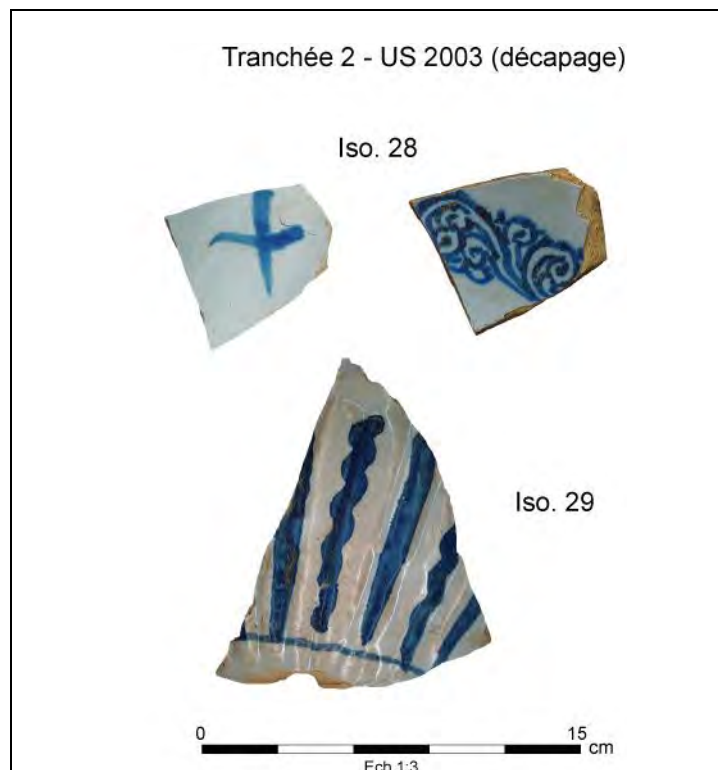 Tranchée 2 - US 2003 (décapage)
Iso. 28
Iso. 29
0 15
cm
Ech 1:3